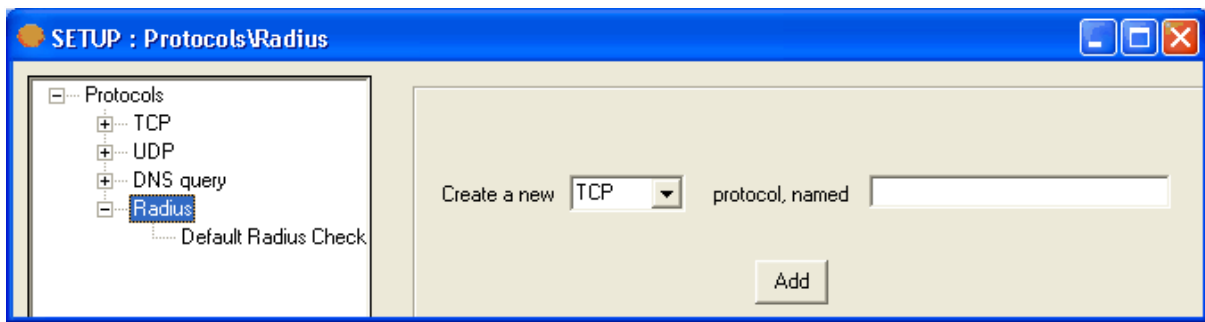 SETUP : Protocols\Radius
Protocols
TCP
UDP
DNS query
Radius
Default Radius Check
Create a new TCP protocol, named
Add